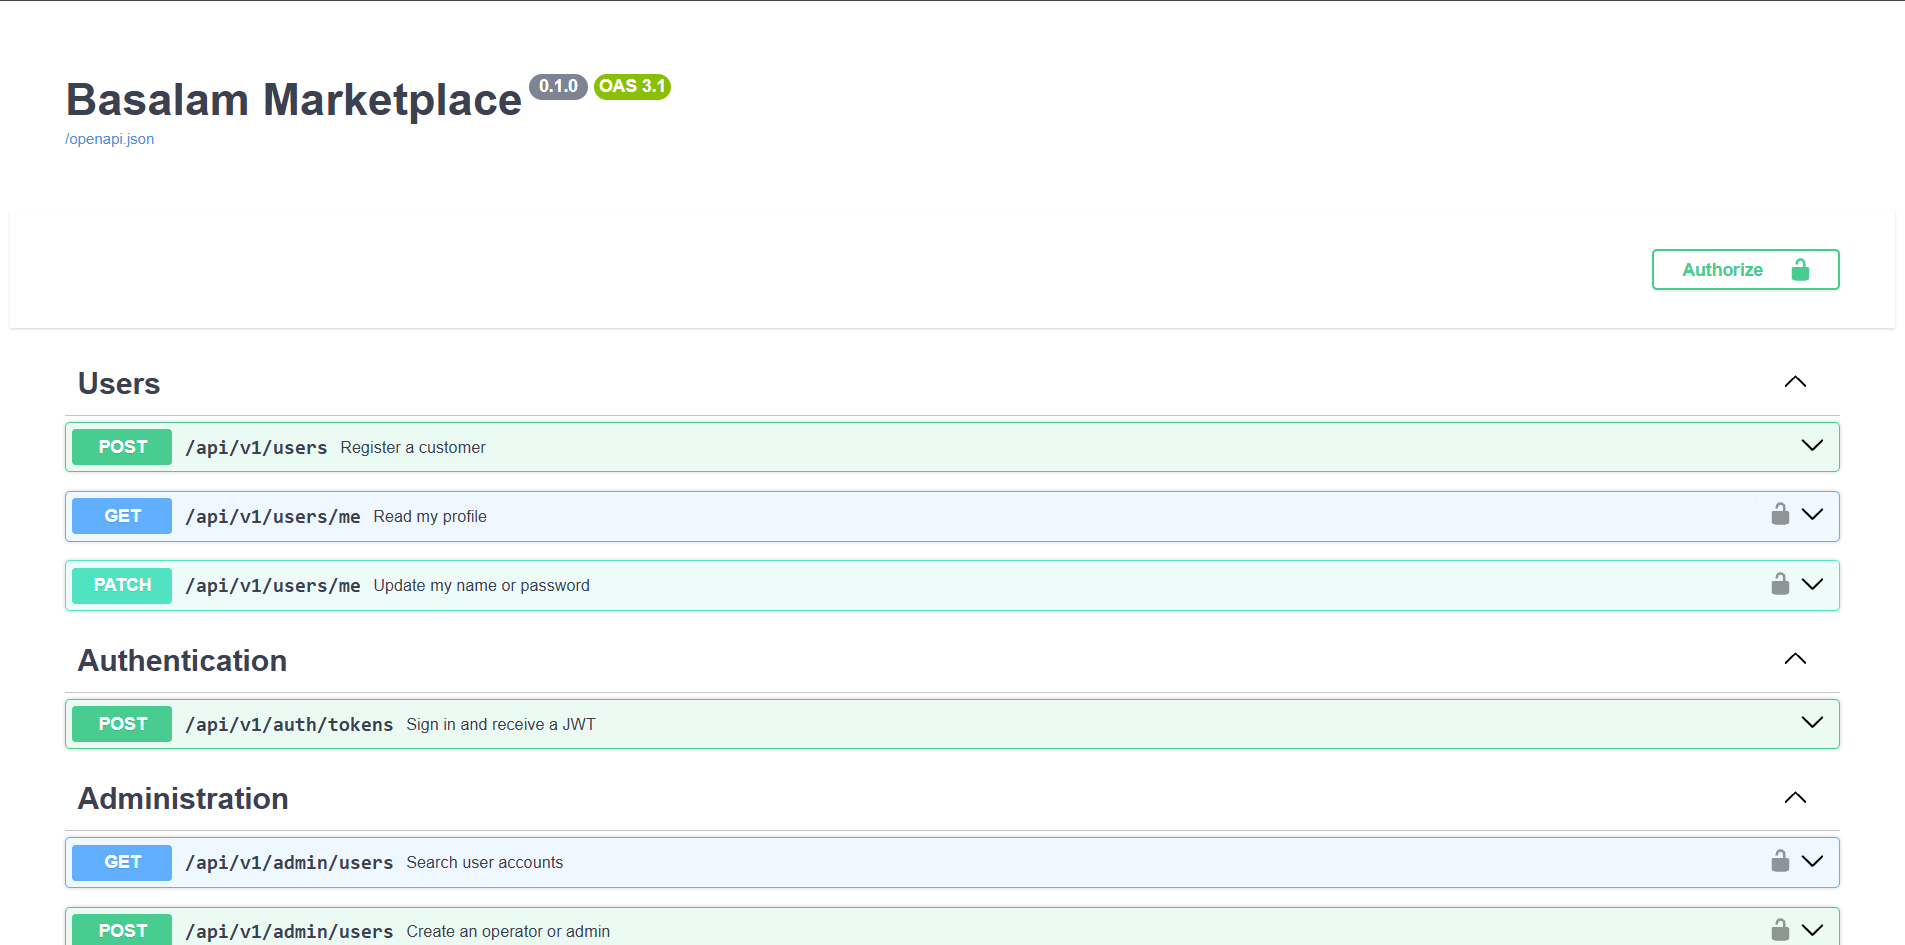 Basalam Marketplace 0.1.0 OAS 3.1
/openapi.json
Authorize
Users
POST /api/v1/users Register a customer
GET /api/v1/users/me Read my profile
PATCH /api/v1/users/me Update my name or password
Authentication
POST /api/v1/auth/tokens Sign in and receive a JWT
Administration
GET /api/v1/admin/users Search user accounts
POST /api/v1/admin/users Create an operator or admin